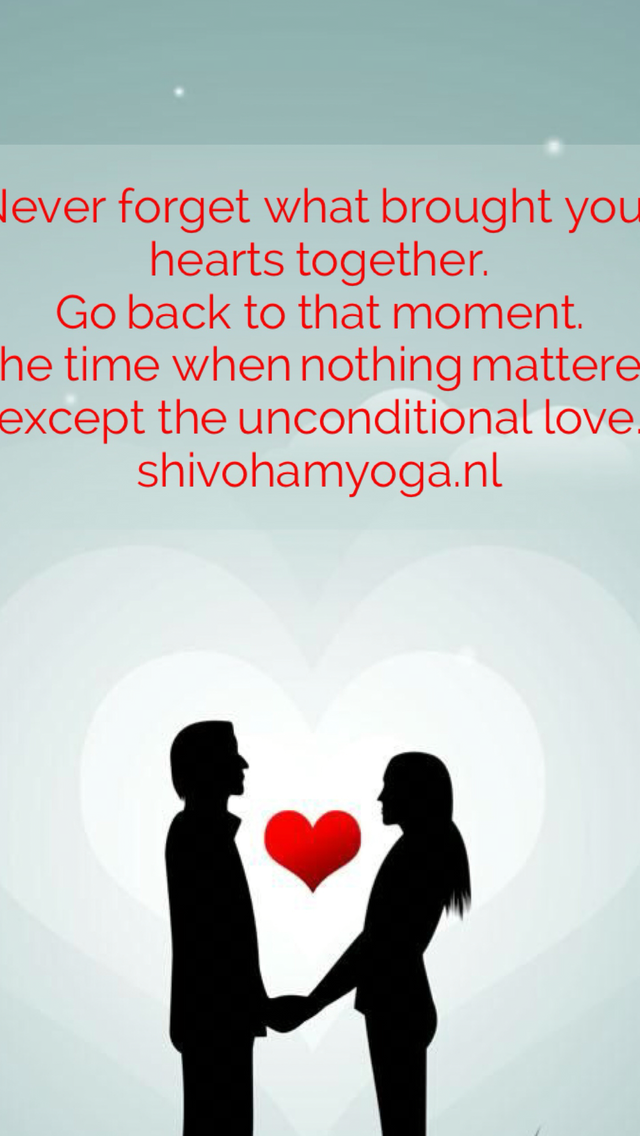 Never forget what brought you
hearts together.
Go back to that moment.
he time when nothing mattere
except the unconditional love.
shivohamyoga.nl